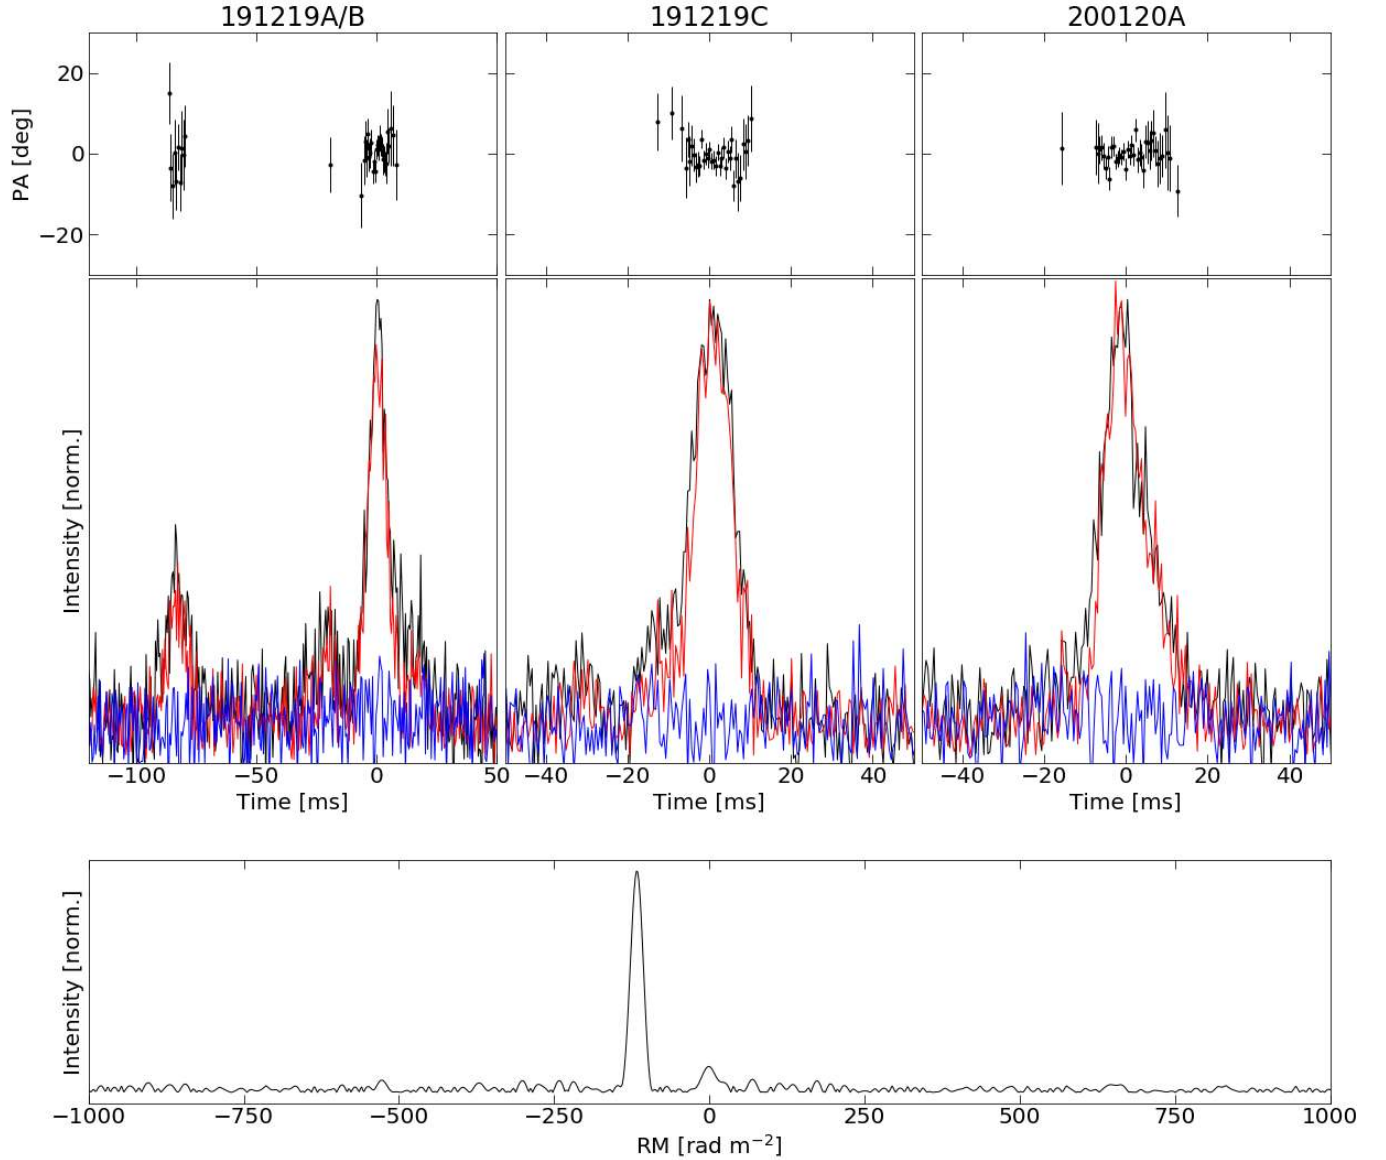 191219A/B 191219C 200120A
20
0
−20
PA [deg]
Intensity [norm.]
−100 −50 0 50 −40 −20 0 20 40 −40 −20 0 20 40
Time [ms] Time [ms] Time [ms]
Intensity [norm.]
−1000 −750 −500 −250 0 250 500 750 1000
RM [rad m⁻²]